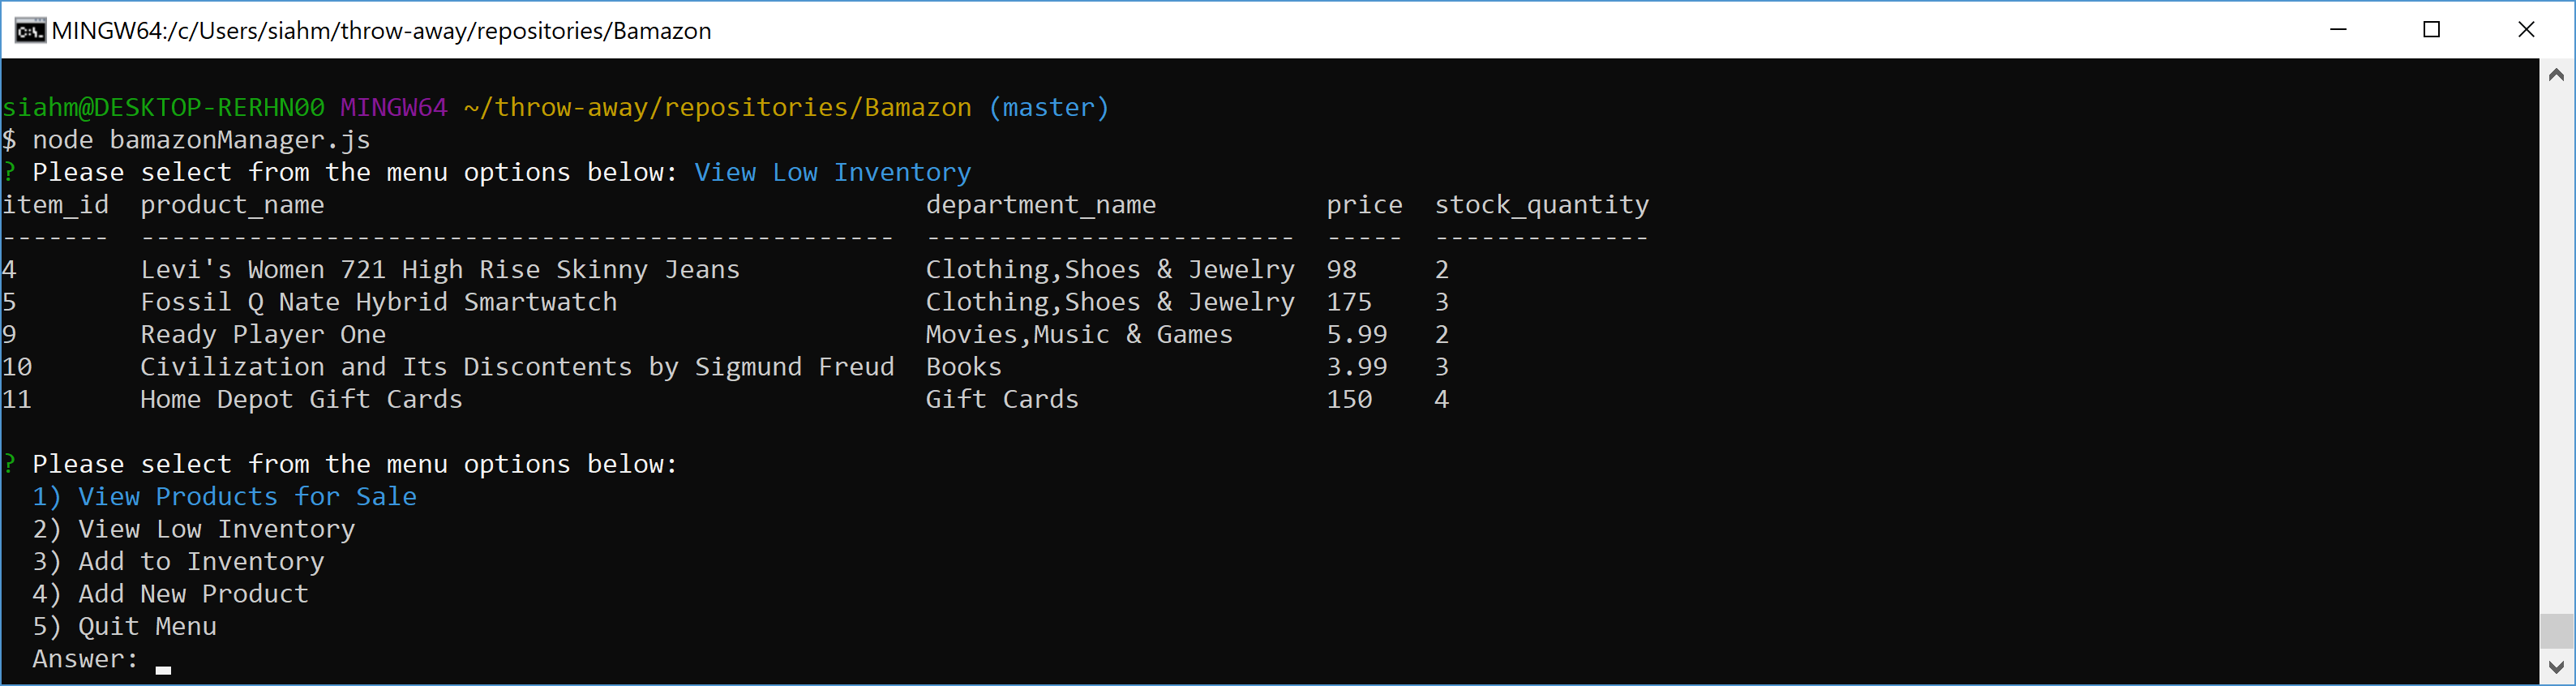 MINGW64:/c/Users/siahm/throw-away/repositories/Bamazon
siahm@DESKTOP-RERHN00 MINGW64 ~/throw-away/repositories/Bamazon (master)
$ node bamazonManager.js
? Please select from the menu options below: View Low Inventory
item_id  product_name                                       department_name           price  stock_quantity
-------  -------------------------------------------------  ------------------------  -----  --------------
4        Levi's Women 721 High Rise Skinny Jeans            Clothing,Shoes & Jewelry  98     2
5        Fossil Q Nate Hybrid Smartwatch                    Clothing,Shoes & Jewelry  175    3
9        Ready Player One                                   Movies,Music & Games      5.99   2
10       Civilization and Its Discontents by Sigmund Freud  Books                     3.99   3
11       Home Depot Gift Cards                              Gift Cards                150    4
? Please select from the menu options below:
  1) View Products for Sale
  2) View Low Inventory
  3) Add to Inventory
  4) Add New Product
  5) Quit Menu
  Answer: